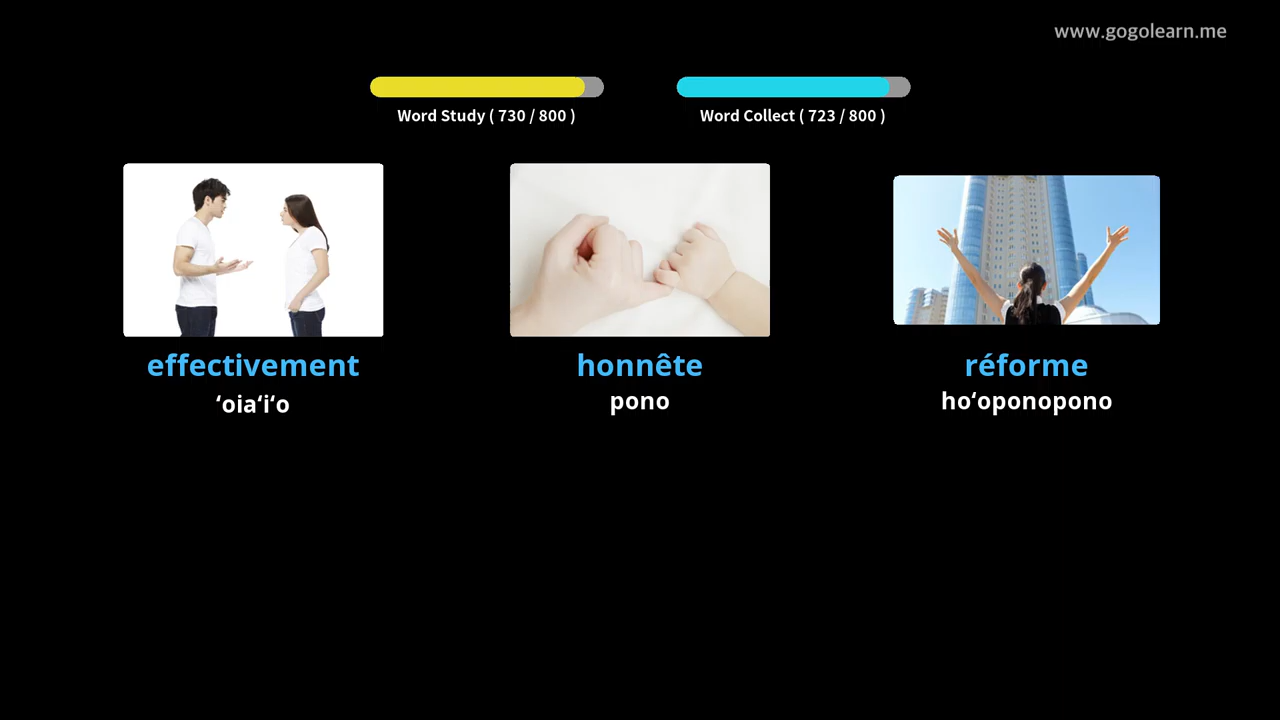 www.gogolearn.me
Word Study ( 730 / 800 )
Word Collect ( 723 / 800 )
effectivement
ʻoiaʻiʻo
honnête
pono
réforme
hoʻoponopono